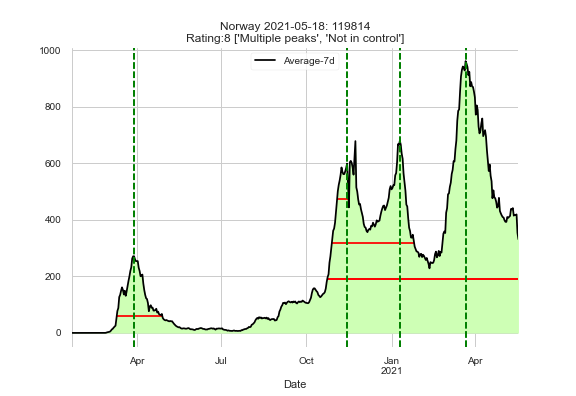 Norway 2021-05-18: 119814
Rating:8 ['Multiple peaks', 'Not in control']
Average-7d
1000
800
600
400
200
0
Apr
Jul
Oct
Jan
2021
Apr
Date